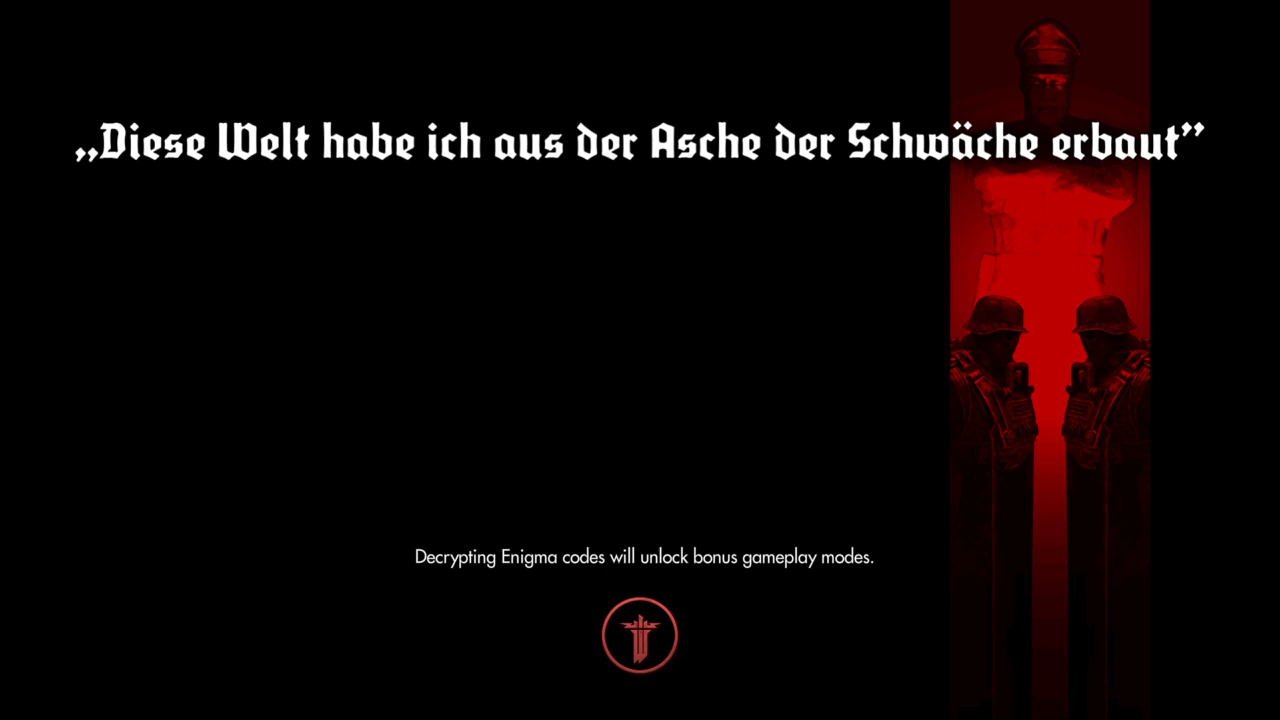 „Diese Welt habe ich aus der Asche der Schwäche erbaut”
Decrypting Enigma codes will unlock bonus gameplay modes.